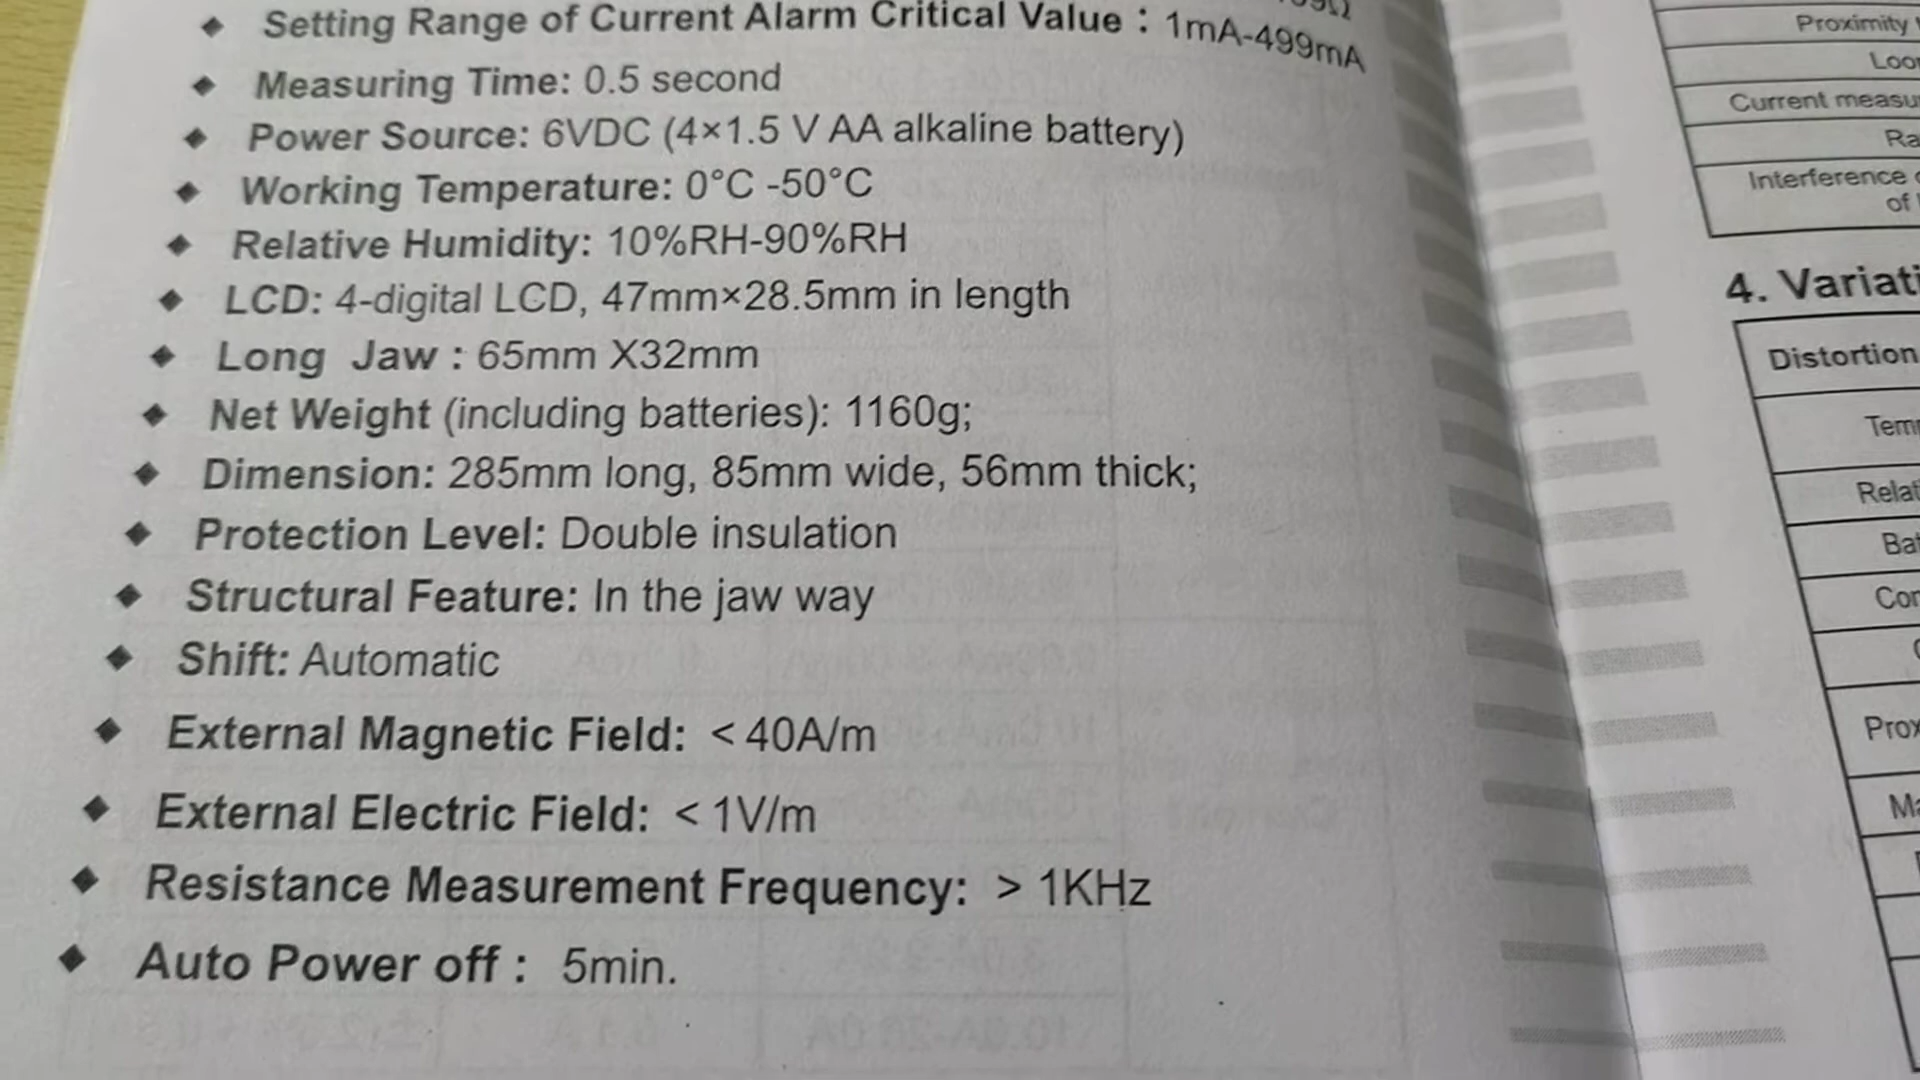 ◆ Setting Range of Current Alarm Critical Value : 1mA-499mA
◆ Measuring Time: 0.5 second
◆ Power Source: 6VDC (4×1.5 V AA alkaline battery)
◆ Working Temperature: 0°C -50°C
◆ Relative Humidity: 10%RH-90%RH
◆ LCD: 4-digital LCD, 47mm×28.5mm in length
◆ Long Jaw : 65mm X32mm
◆ Net Weight (including batteries): 1160g;
◆ Dimension: 285mm long, 85mm wide, 56mm thick;
◆ Protection Level: Double insulation
◆ Structural Feature: In the jaw way
◆ Shift: Automatic
◆ External Magnetic Field: < 40A/m
◆ External Electric Field: < 1V/m
◆ Resistance Measurement Frequency: > 1KHz
◆ Auto Power off : 5min.
Proximity
Current
Interference
of
4.
Distortion